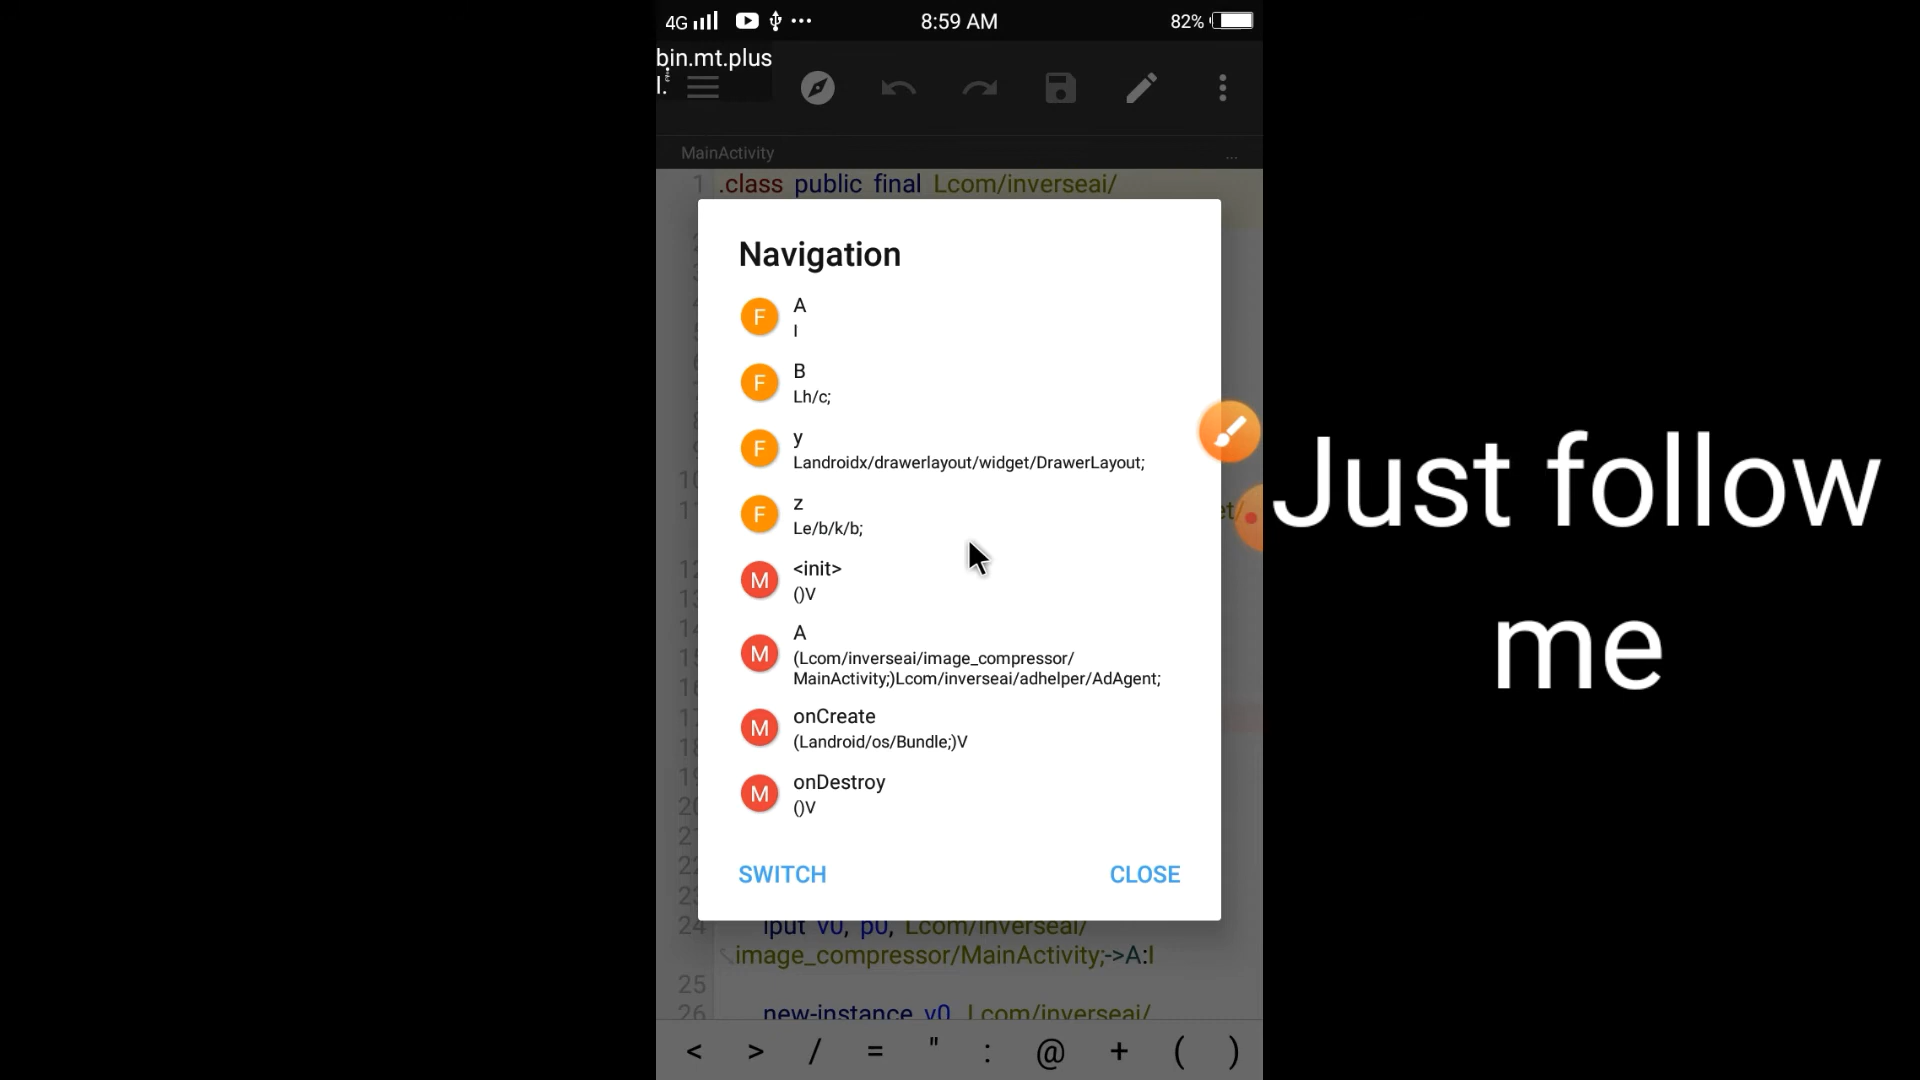 4G 8:59 AM 82%
bin.mt.plus
MainActivity ...
1 .class public final Lcom/inverseai/
Navigation
F A
I
F B
Lh/c;
F y
Landroidx/drawerlayout/widget/DrawerLayout;
F z
Le/b/k/b;
M <init>
()V
M A
(Lcom/inverseai/image_compressor/
MainActivity;)Lcom/inverseai/adhelper/AdAgent;
M onCreate
(Landroid/os/Bundle;)V
M onDestroy
()V
SWITCH CLOSE
24 iput v0, p0, Lcom/inverseai/
image_compressor/MainActivity;->A:I
25
26 new-instance v0, Lcom/inverseai/
< > / = " : @ + ( )
Just follow
me